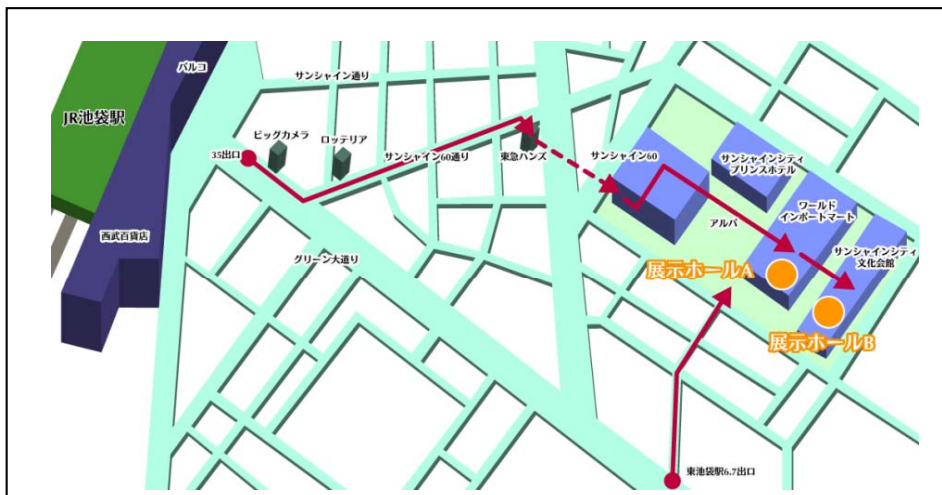 パルコ
サンシャイン通り
JR池袋駅
ビッグカメラ
ロッテリア
35出口
サンシャイン60通り
東急ハンズ
サンシャイン60
サンシャインシティ
プリンスホテル
ワールド
インポートマート
アルパ
西武百貨店
グリーン大通り
サンシャインシティ
文化会館
展示ホールA
展示ホールB
東池袋駅6.7出口